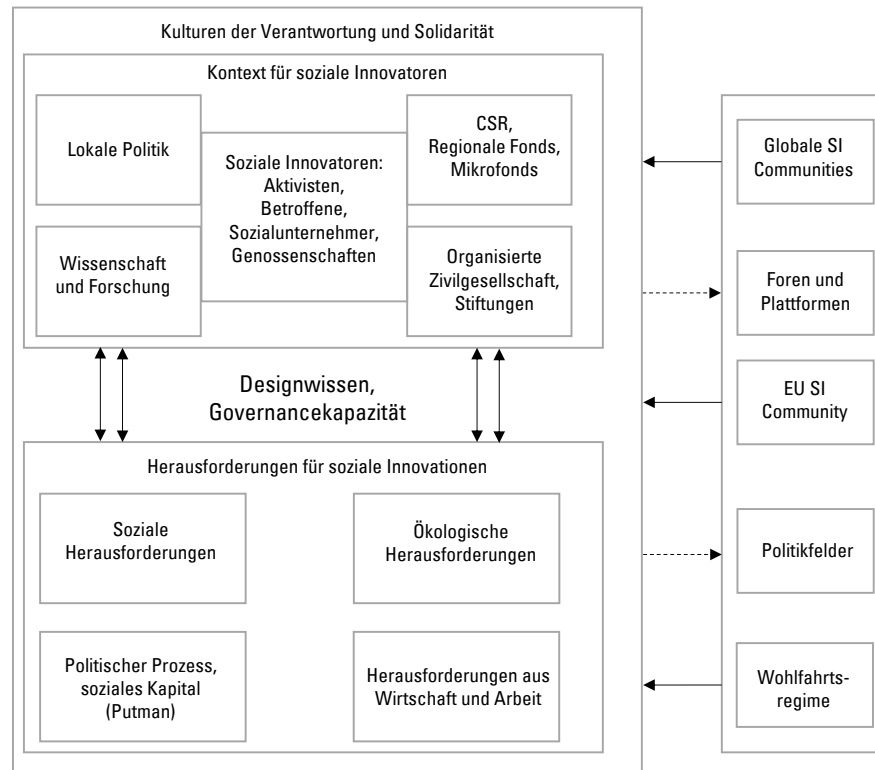 Kulturen der Verantwortung und Solidarität
Kontext für soziale Innovatoren
Lokale Politik
Soziale Innovatoren:
Aktivisten,
Betroffene,
Sozialunternehmer,
Genossenschaften
CSR,
Regionale Fonds,
Mikrofonds
Wissenschaft
und Forschung
Organisierte
Zivilgesellschaft,
Stiftungen
Designwissen,
Governancekapazität
Herausforderungen für soziale Innovationen
Soziale
Herausforderungen
Ökologische
Herausforderungen
Politischer Prozess,
soziales Kapital
(Putman)
Herausforderungen aus
Wirtschaft und Arbeit
Globale SI
Communities
Foren und
Plattformen
EU SI
Community
Politikfelder
Wohlfahrts-
regime